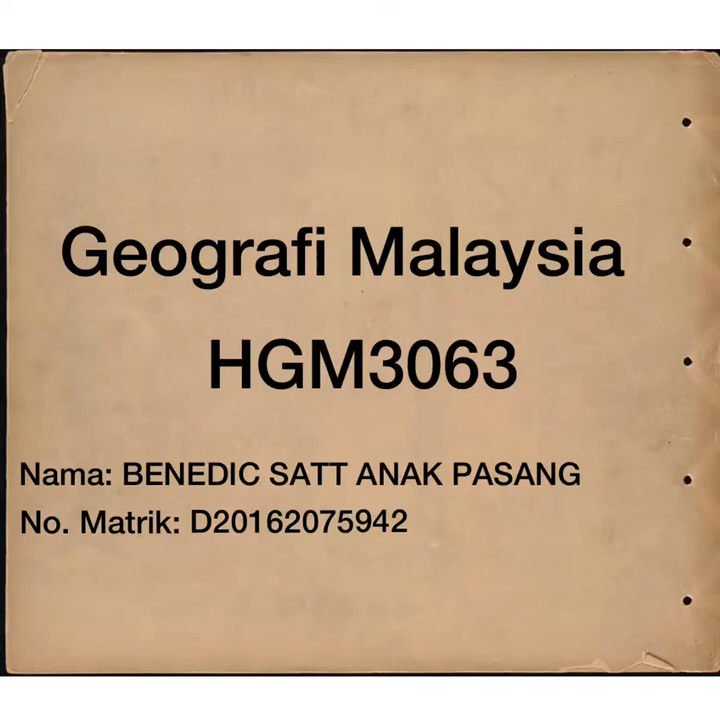 Geografi Malaysia
HGM3063
Nama: BENEDIC SATT ANAK PASANG
No. Matrik: D20162075942